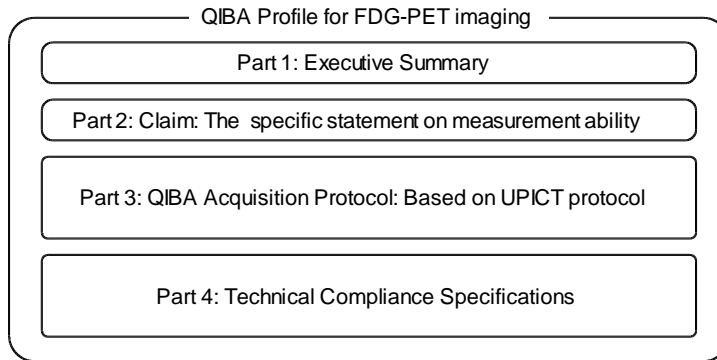 QIBA Profile for FDG-PET imaging
Part 1: Executive Summary
Part 2: Claim: The specific statement on measurement ability
Part 3: QIBA Acquisition Protocol: Based on UPICT protocol
Part 4: Technical Compliance Specifications